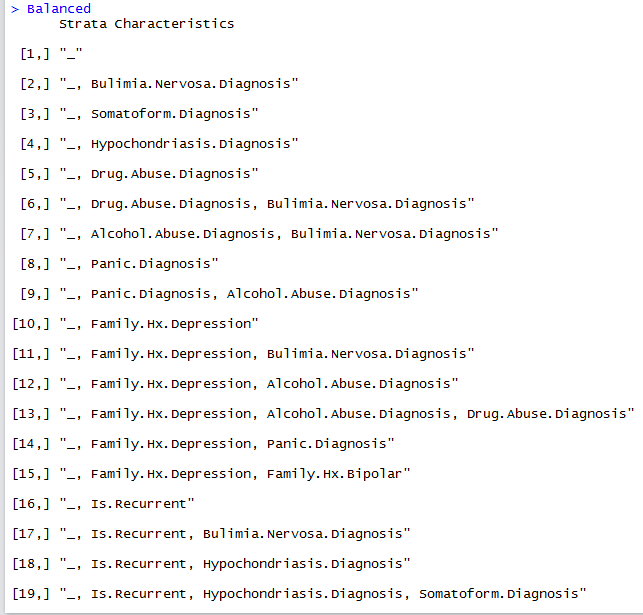 > Balanced
Strata Characteristics
[1,] "_"
[2,] "_, Bulimia.Nervosa.Diagnosis"
[3,] "_, Somatoform.Diagnosis"
[4,] "_, Hypochondriasis.Diagnosis"
[5,] "_, Drug.Abuse.Diagnosis"
[6,] "_, Drug.Abuse.Diagnosis, Bulimia.Nervosa.Diagnosis"
[7,] "_, Alcohol.Abuse.Diagnosis, Bulimia.Nervosa.Diagnosis"
[8,] "_, Panic.Diagnosis"
[9,] "_, Panic.Diagnosis, Alcohol.Abuse.Diagnosis"
[10,] "_, Family.Hx.Depression"
[11,] "_, Family.Hx.Depression, Bulimia.Nervosa.Diagnosis"
[12,] "_, Family.Hx.Depression, Alcohol.Abuse.Diagnosis"
[13,] "_, Family.Hx.Depression, Alcohol.Abuse.Diagnosis, Drug.Abuse.Diagnosis"
[14,] "_, Family.Hx.Depression, Panic.Diagnosis"
[15,] "_, Family.Hx.Depression, Family.Hx.Bipolar"
[16,] "_, Is.Recurrent"
[17,] "_, Is.Recurrent, Bulimia.Nervosa.Diagnosis"
[18,] "_, Is.Recurrent, Hypochondriasis.Diagnosis"
[19,] "_, Is.Recurrent, Hypochondriasis.Diagnosis, Somatoform.Diagnosis"